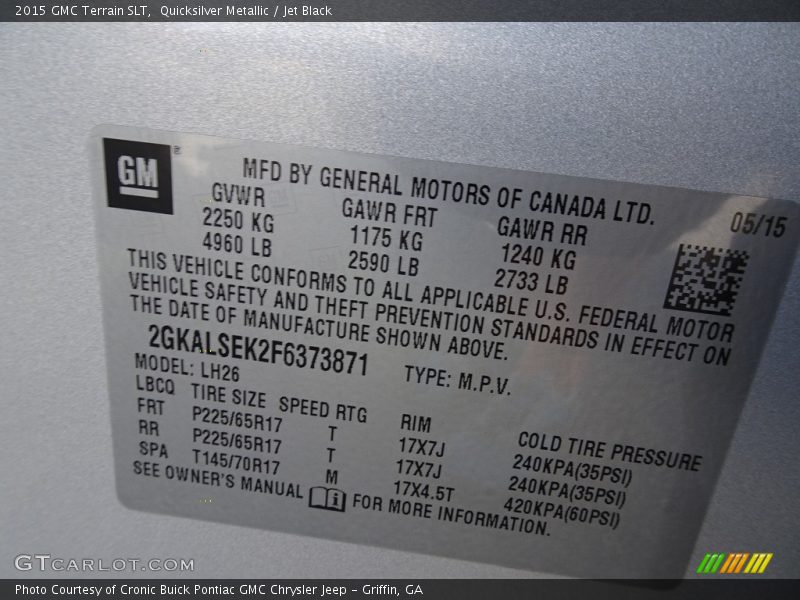 2015 GMC Terrain SLT,  Quicksilver Metallic / Jet Black
GM
MFD BY GENERAL MOTORS OF CANADA LTD.
05/15
GVWR GAWR FRT GAWR RR
2250 KG 1175 KG 1240 KG
4960 LB 2590 LB 2733 LB
THIS VEHICLE CONFORMS TO ALL APPLICABLE U.S. FEDERAL MOTOR
VEHICLE SAFETY AND THEFT PREVENTION STANDARDS IN EFFECT ON
THE DATE OF MANUFACTURE SHOWN ABOVE.
2GKALSEK2F6373871 TYPE: M.P.V.
MODEL: LH26
LBCQ TIRE SIZE SPEED RTG RIM COLD TIRE PRESSURE
FRT P225/65R17 T 17X7J 240KPA(35PSI)
RR P225/65R17 T 17X7J 240KPA(35PSI)
SPA T145/70R17 M 17X4.5T 420KPA(60PSI)
SEE OWNER'S MANUAL i FOR MORE INFORMATION.
GTCARLOT.COM
Photo Courtesy of Cronic Buick Pontiac GMC Chrysler Jeep - Griffin, GA